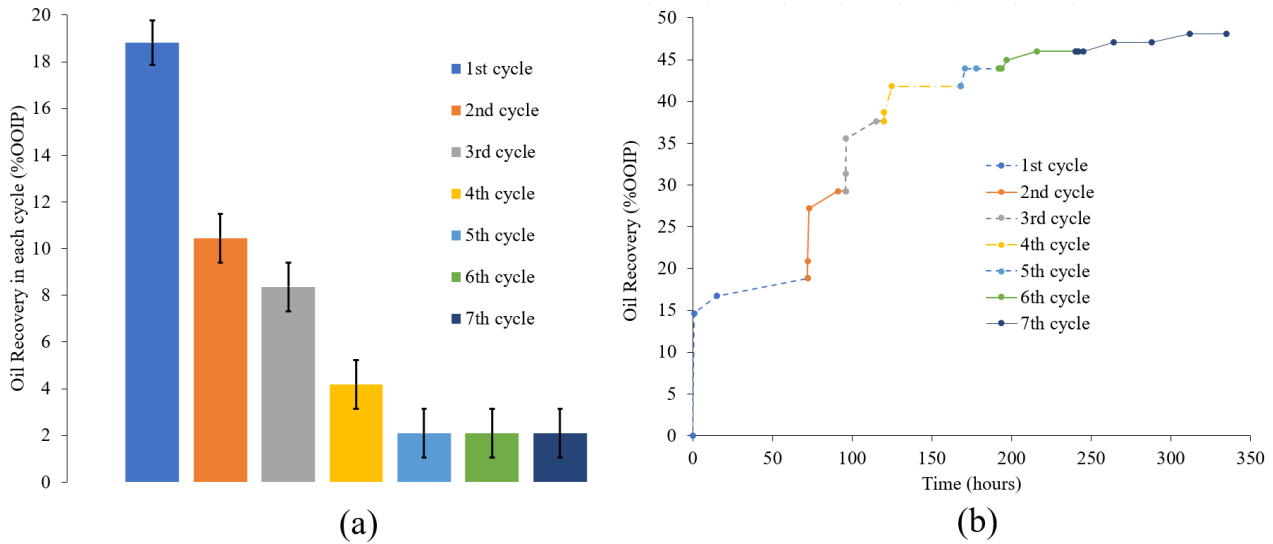 Oil Recovery in each cycle (%OOIP)
20
18
16
14
12
10
8
6
4
2
0
1st cycle
2nd cycle
3rd cycle
4th cycle
5th cycle
6th cycle
7th cycle
(a)
Oil Recovery (%OOIP)
50
45
40
35
30
25
20
15
10
5
0
0 50 100 150 200 250 300 350
Time (hours)
1st cycle
2nd cycle
3rd cycle
4th cycle
5th cycle
6th cycle
7th cycle
(b)